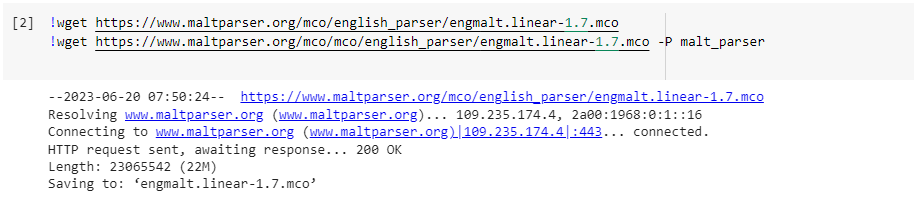 [2] !wget https://www.maltparser.org/mco/english_parser/engmalt.linear-1.7.mco
!wget https://www.maltparser.org/mco/mco/english_parser/engmalt.linear-1.7.mco -P malt_parser
--2023-06-20 07:50:24--  https://www.maltparser.org/mco/english_parser/engmalt.linear-1.7.mco
Resolving www.maltparser.org (www.maltparser.org)... 109.235.174.4, 2a00:1968:0:1::16
Connecting to www.maltparser.org (www.maltparser.org)|109.235.174.4|:443... connected.
HTTP request sent, awaiting response... 200 OK
Length: 23065542 (22M)
Saving to: ‘engmalt.linear-1.7.mco’